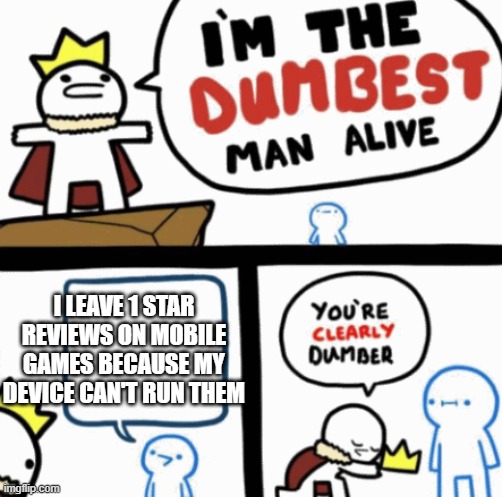 I'M THE
DUMBEST
MAN ALIVE
I LEAVE 1 STAR
REVIEWS ON MOBILE
GAMES BECAUSE MY
DEVICE CAN'T RUN THEM
YOU'RE
CLEARLY
DUMBER
imgflip.com